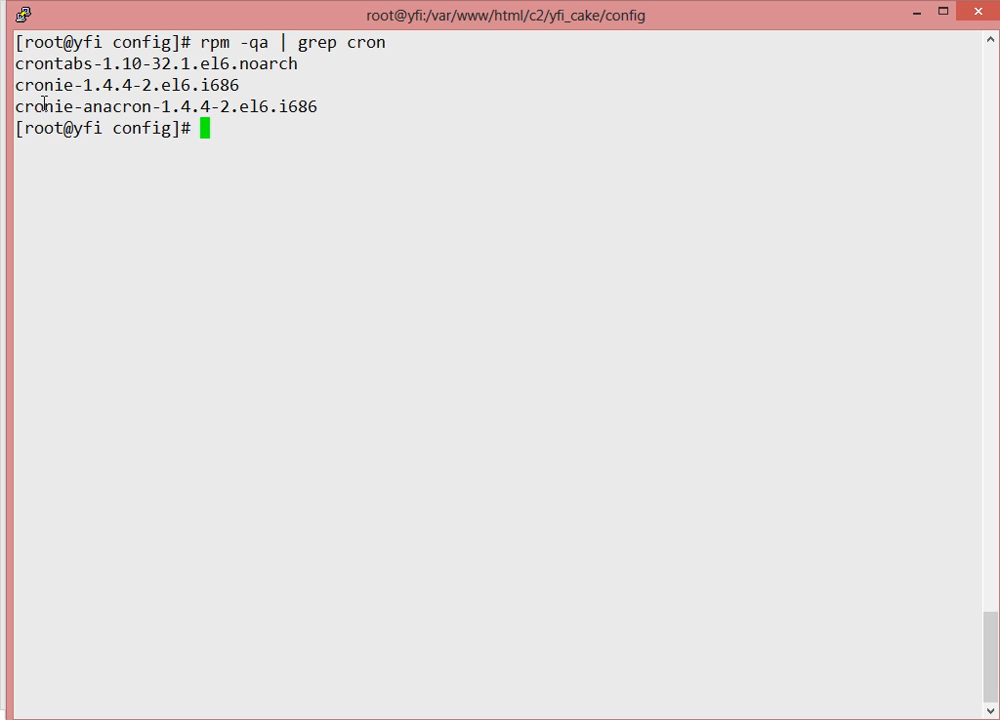 root@yfi:/var/www/html/c2/yfi_cake/config
[root@yfi config]# rpm -qa | grep cron
crontabs-1.10-32.1.el6.noarch
cronie-1.4.4-2.el6.i686
cronie-anacron-1.4.4-2.el6.i686
[root@yfi config]#